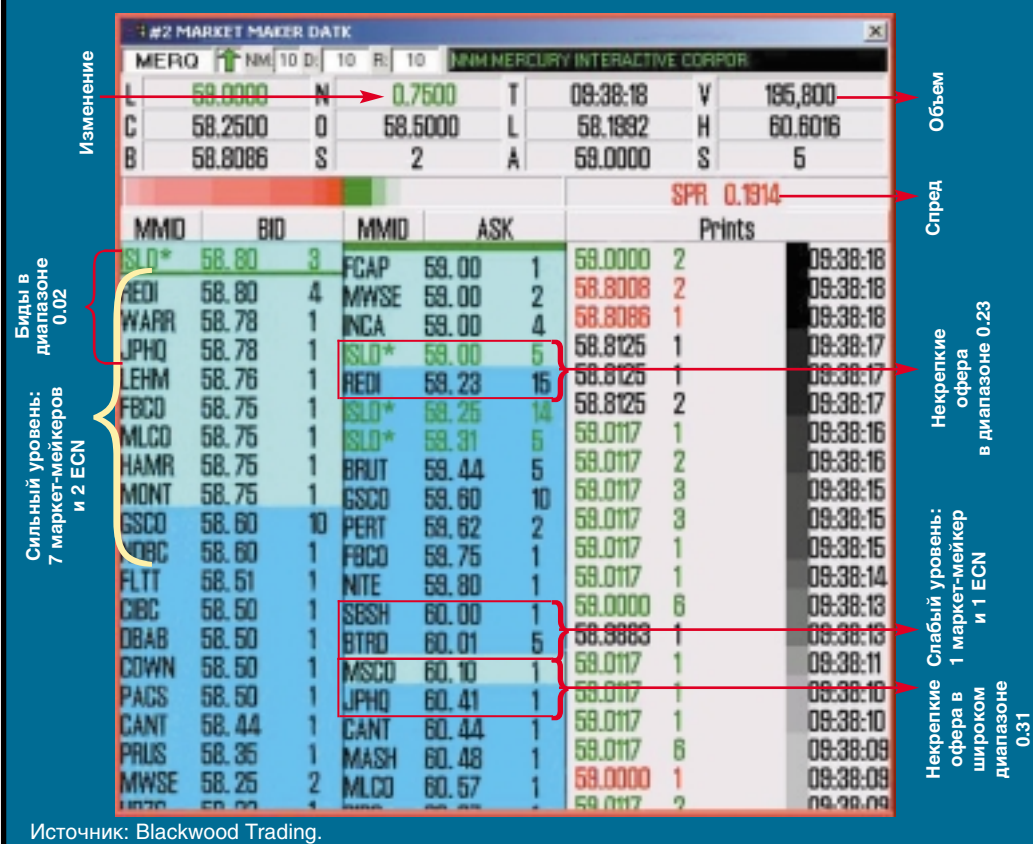 #2 MARKET MAKER DATK
MERQ NM: 10 D: 10 R: 10 NNM MERCURY INTERACTIVE CORPOR
L 59.0000 N 0.7500 T 09:38:18 V 195,800
C 58.2500 O 58.5000 L 58.1992 H 60.6016
B 58.8086 S 2 A 59.0000 S 5
SPR 0.1914
MMID BID MMID ASK Prints
ISLD* 58.80 3
REDI 58.80 4
WARR 58.78 1
JPHQ 58.78 1
LEHM 58.76 1
FBCO 58.75 1
MLCO 58.75 1
HAMR 58.75 1
MONT 58.75 1
GSCO 58.60 10
58.60 1
FLTT 58.51 1
CIBC 58.50 1
DBAB 58.50 1
COWN 58.50 1
PACS 58.50 1
CANT 58.44 1
PRUS 58.35 1
MWSE 58.25 2
FCAP 59.00 1
MWSE 59.00 2
INCA 59.00 4
ISLD* 59.00 5
REDI 59.23 15
ISLD* 59.25 14
ISLD* 59.31 5
BRUT 59.44 5
GSCO 59.60 10
PERT 59.62 2
FBCO 59.75 1
NITE 59.80 1
SBSH 60.00 1
BTRD 60.01 5
MSCO 60.10 1
JPHQ 60.41 1
CANT 60.44 1
MASH 60.48 1
MLCO 60.57 1
59.0000 2 09:38:18
58.8008 2 09:38:18
58.8086 1 09:38:18
58.8125 1 09:38:17
58.8125 1 09:38:17
58.8125 2 09:38:17
59.0117 1 09:38:16
59.0117 2 09:38:16
59.0117 3 09:38:15
59.0117 3 09:38:15
59.0117 1 09:38:15
59.0117 1 09:38:14
59.0000 6 09:38:13
1 09:38:13
59.0117 1 09:38:11
59.0117 1 09:38:10
59.0117 1 09:38:10
59.0117 6 09:38:09
59.0000 1 09:38:09
59.0117 2 09:38:09
Изменение
Биды в
диапазоне
0.02
Сильный уровень:
7 маркет-мейкеров
и 2 ECN
Объем
Спред
Некрепкие
офера
в диапазоне 0.23
Слабый уровень:
1 маркет-мейкер
и 1 ECN
Некрепкие
офера в
широком
диапазоне
0.31
Источник: Blackwood Trading.